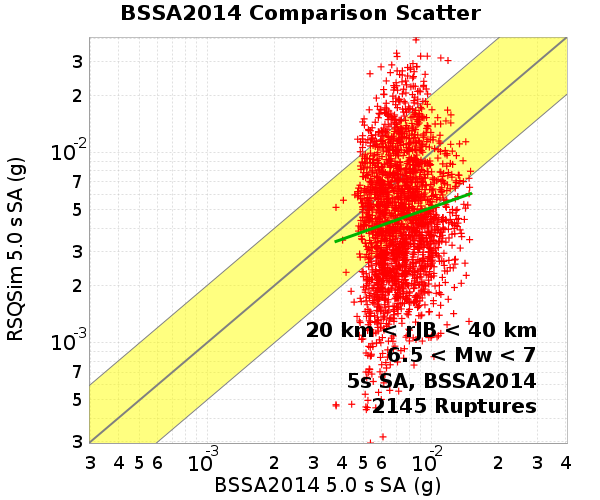 BSSA2014 Comparison Scatter
RSQSim 5.0 s SA (g)
3
2
10-2
7
5
3
2
10-3
7
5
3
20 km < rJB < 40 km
6.5 < Mw < 7
5s SA, BSSA2014
2145 Ruptures
3 4 5 6 10-3 2 3 4 5 6 10-2 2 3 4
BSSA2014 5.0 s SA (g)